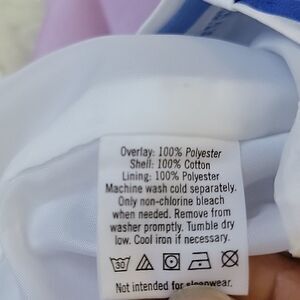 Overlay: 100% Polyester
Shell: 100% Cotton
Lining: 100% Polyester
Machine wash cold separately.
Only non-chlorine bleach
when needed. Remove from
washer promptly. Tumble dry
low. Cool iron if necessary.
30
Not intended for sleepwear.